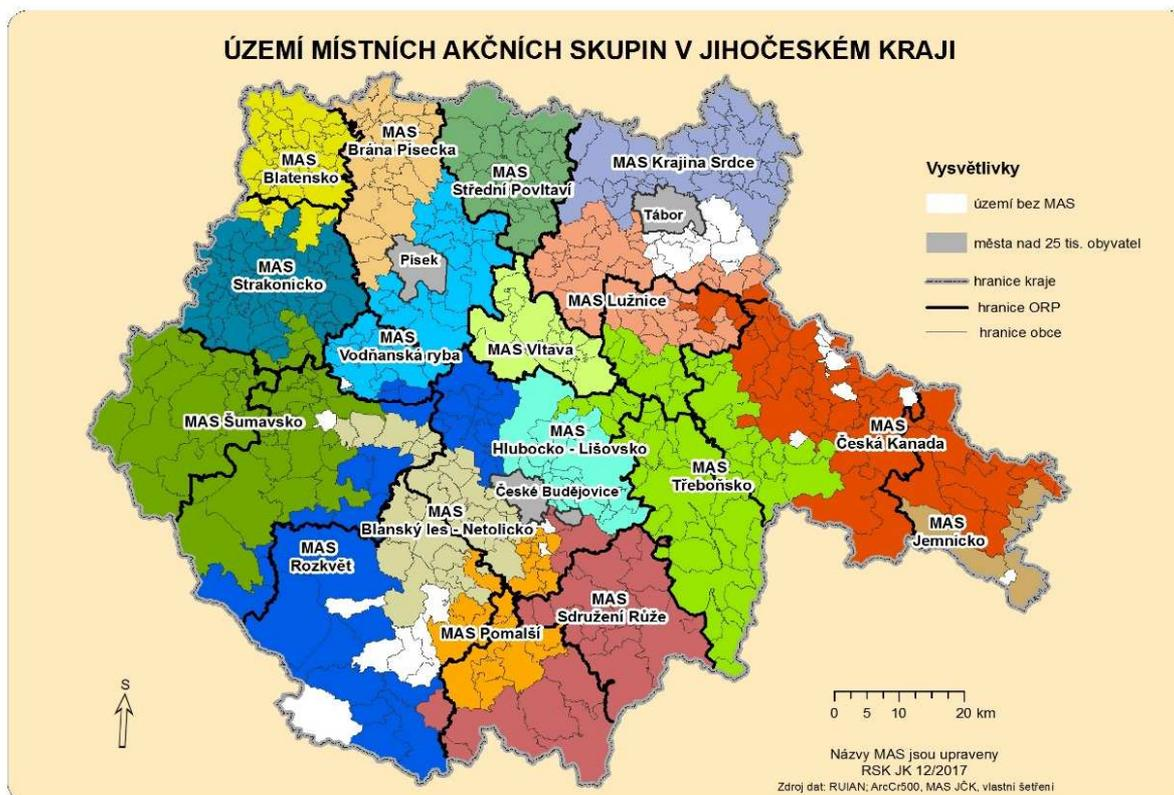 ÚZEMÍ MÍSTNÍCH AKČNÍCH SKUPIN V JIHOČESKÉM KRAJI
MAS
Blatensko
MAS
Brána Písecka
MAS
Střední Povltaví
MAS Krajina Srdce
Tábor
Písek
MAS
Strakonicko
MAS Lužnice
MAS
Vodňanská ryba
MAS Vltava
MAS Šumavsko
MAS
Hlubocko - Lišovsko
MAS
Česká Kanada
MAS
Třeboňsko
České Budějovice
MAS
Blanský les - Netolicko
MAS
Jemnicko
MAS
Rozkvět
MAS
Sdružení Růže
MAS Pomalší
Vysvětlivky
území bez MAS
města nad 25 tis. obyvatel
hranice kraje
hranice ORP
hranice obce
S
0 5 10 20 km
Názvy MAS jsou upraveny
RSK JK 12/2017
Zdroj dat: RUIAN; ArcCr500, MAS JČK, vlastní šetření